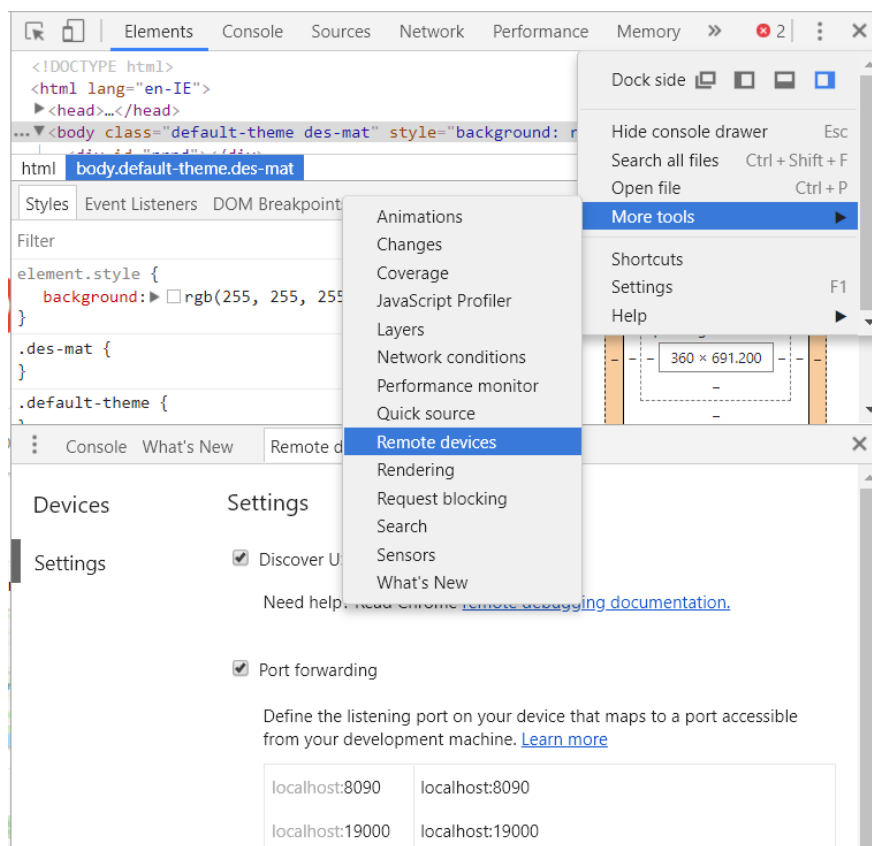 Elements Console Sources Network Performance Memory » 2
<!DOCTYPE html>
<html lang="en-IE">
▶<head>…</head>
…▼<body class="default-theme des-mat" style="background: r
html body.default-theme.des-mat
Styles Event Listeners DOM Breakpoint
Filter
element.style {
background:▶ rgb(255, 255, 255
}
.des-mat {
}
.default-theme {
Dock side
Hide console drawer Esc
Search all files Ctrl + Shift + F
Open file Ctrl + P
More tools ▶
Shortcuts
Settings F1
Help ▶
Animations
Changes
Coverage
JavaScript Profiler
Layers
Network conditions
Performance monitor
Quick source
Remote devices
Rendering
Request blocking
Search
Sensors
What's New
– – – 360 × 691.200 – – –
–
–
Console What's New Remote d
Devices
Settings
Settings
Discover U
Need help? Read Chrome remote debugging documentation.
Port forwarding
Define the listening port on your device that maps to a port accessible
from your development machine. Learn more
localhost:8090 localhost:8090
localhost:19000 localhost:19000